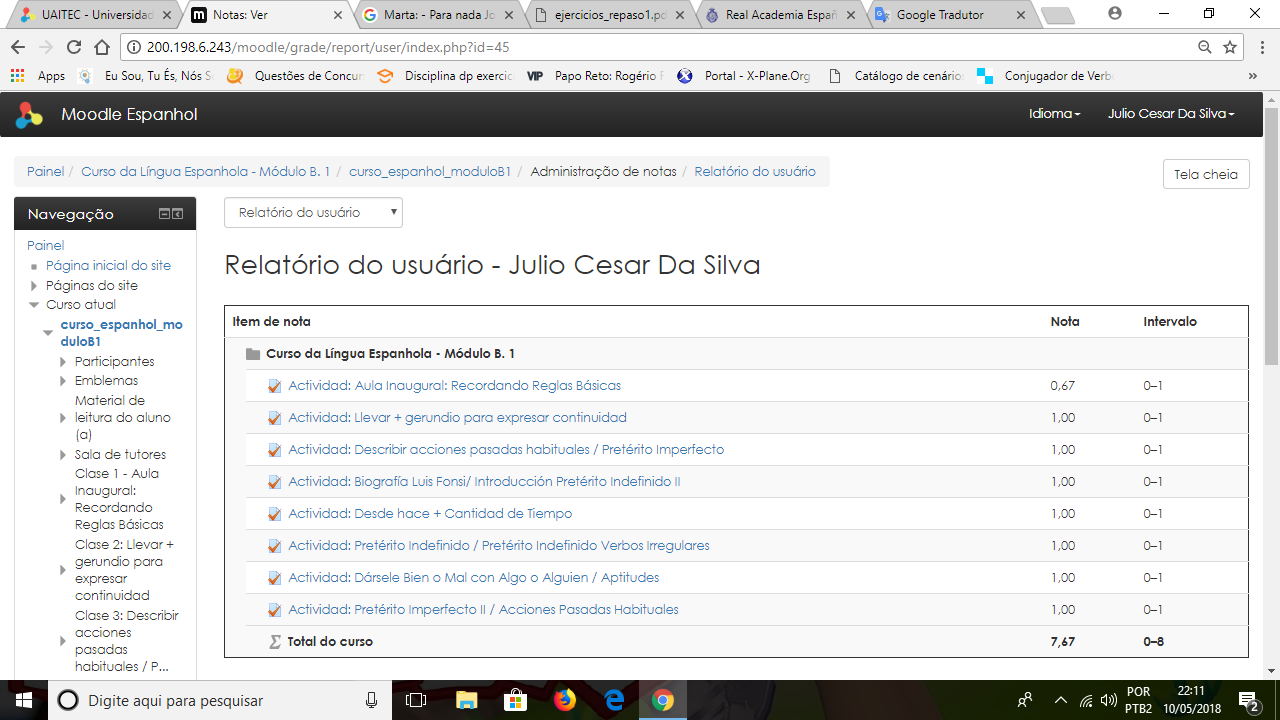 UAITEC - Universidad
Notas: Ver
Marta: - Para nada Jo
ejercicios_repaso1.pd
Real Academia Españ
Google Tradutor
200.198.6.243/moodle/grade/report/user/index.php?id=45
Apps
Eu Sou, Tu És, Nós S
Questões de Concur
Disciplina dp exercic
VIP Papo Reto: Rogério F
Portal - X-Plane.Org
Catálogo de cenário
Conjugador de Verb
»
Moodle Espanhol
Idioma
Julio Cesar Da Silva
Painel / Curso da Língua Espanhola - Módulo B. 1 / curso_espanhol_moduloB1 / Administração de notas / Relatório do usuário
Tela cheia
Navegação
Painel
Página inicial do site
Páginas do site
Curso atual
curso_espanhol_mo
duloB1
Participantes
Emblemas
Material de
leitura do aluno
(a)
Sala de tutores
Clase 1 - Aula
Inaugural:
Recordando
Reglas Básicas
Clase 2: Llevar +
gerundio para
expresar
continuidad
Clase 3: Describir
acciones
pasadas
habituales / P...
Relatório do usuário
Relatório do usuário - Julio Cesar Da Silva
Item de nota Nota Intervalo
Curso da Língua Espanhola - Módulo B. 1
Actividad: Aula Inaugural: Recordando Reglas Básicas 0,67 0–1
Actividad: Llevar + gerundio para expresar continuidad 1,00 0–1
Actividad: Describir acciones pasadas habituales / Pretérito Imperfecto 1,00 0–1
Actividad: Biografía Luis Fonsi/ Introducción Pretérito Indefinido II 1,00 0–1
Actividad: Desde hace + Cantidad de Tiempo 1,00 0–1
Actividad: Pretérito Indefinido / Pretérito Indefinido Verbos Irregulares 1,00 0–1
Actividad: Dársele Bien o Mal con Algo o Alguien / Aptitudes 1,00 0–1
Actividad: Pretérito Imperfecto II / Acciones Pasadas Habituales 1,00 0–1
Σ Total do curso 7,67 0–8
Digite aqui para pesquisar
POR
PTB2
22:11
10/05/2018
2